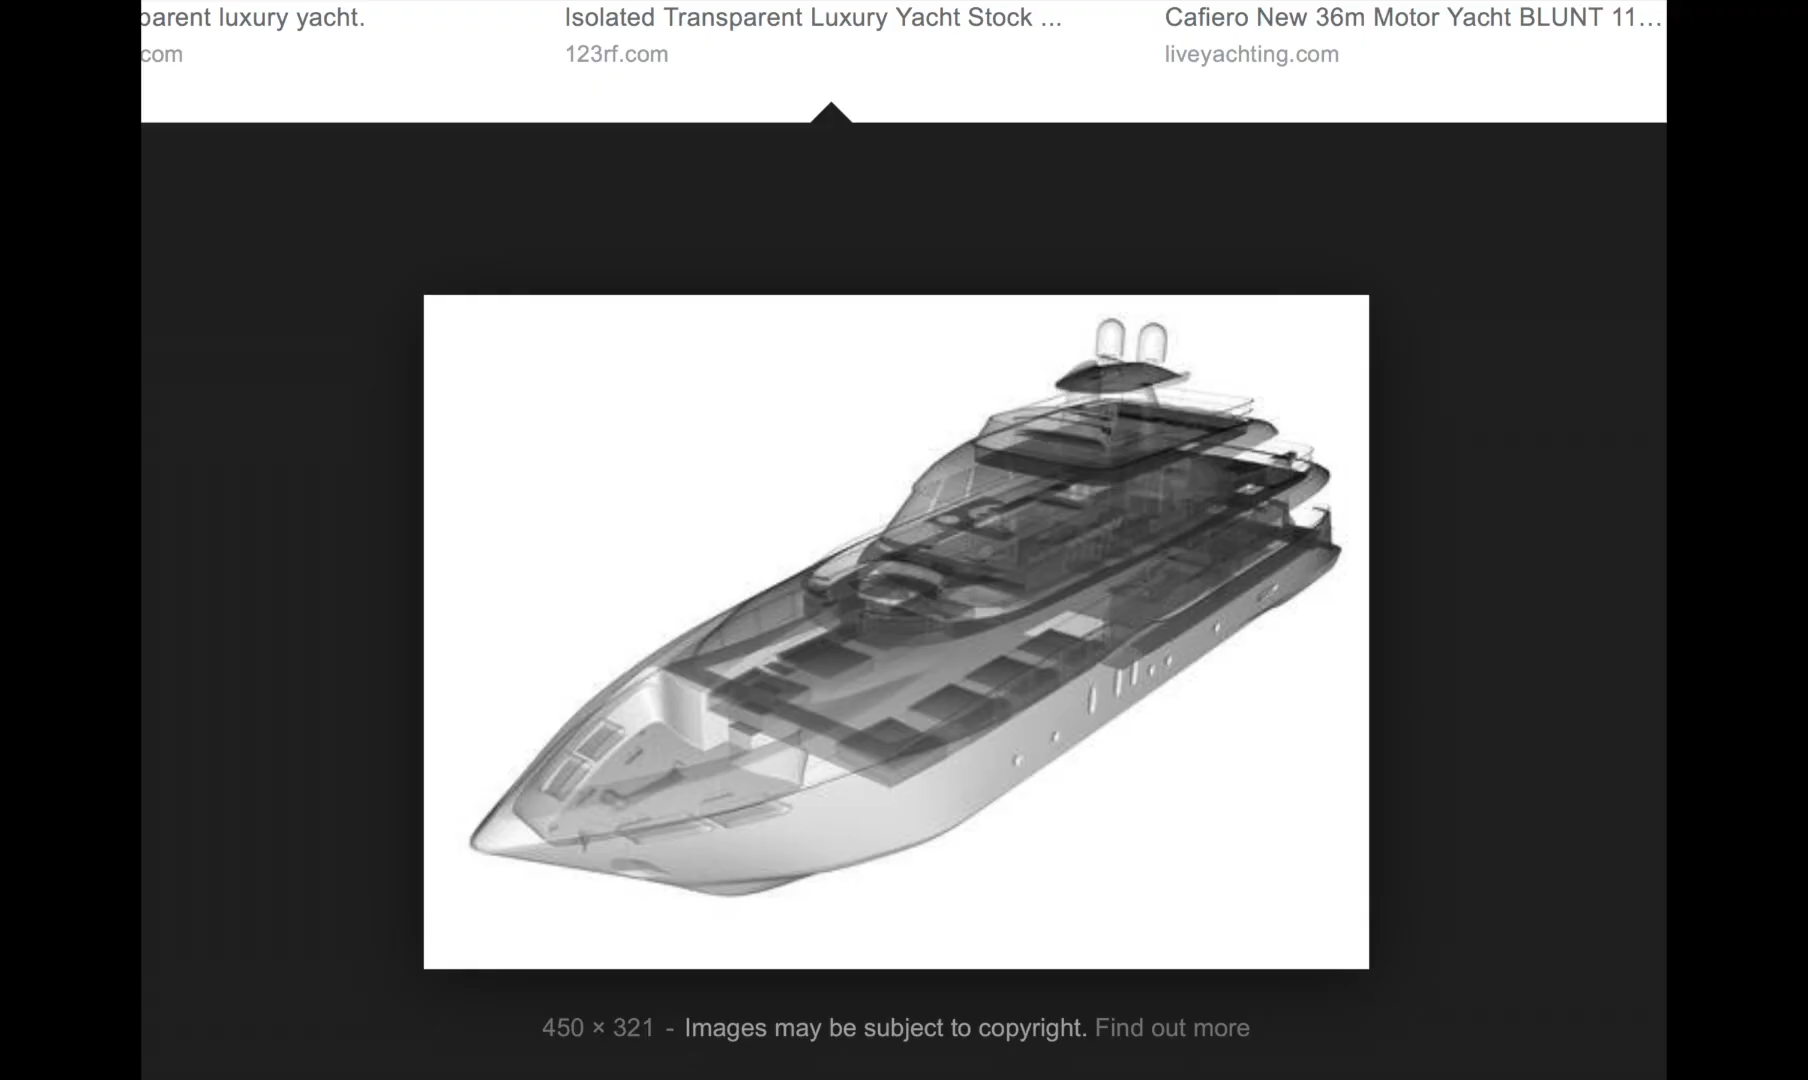 parent luxury yacht.
com
Isolated Transparent Luxury Yacht Stock ...
123rf.com
Cafiero New 36m Motor Yacht BLUNT 11...
liveyachting.com
450 × 321 - Images may be subject to copyright. Find out more